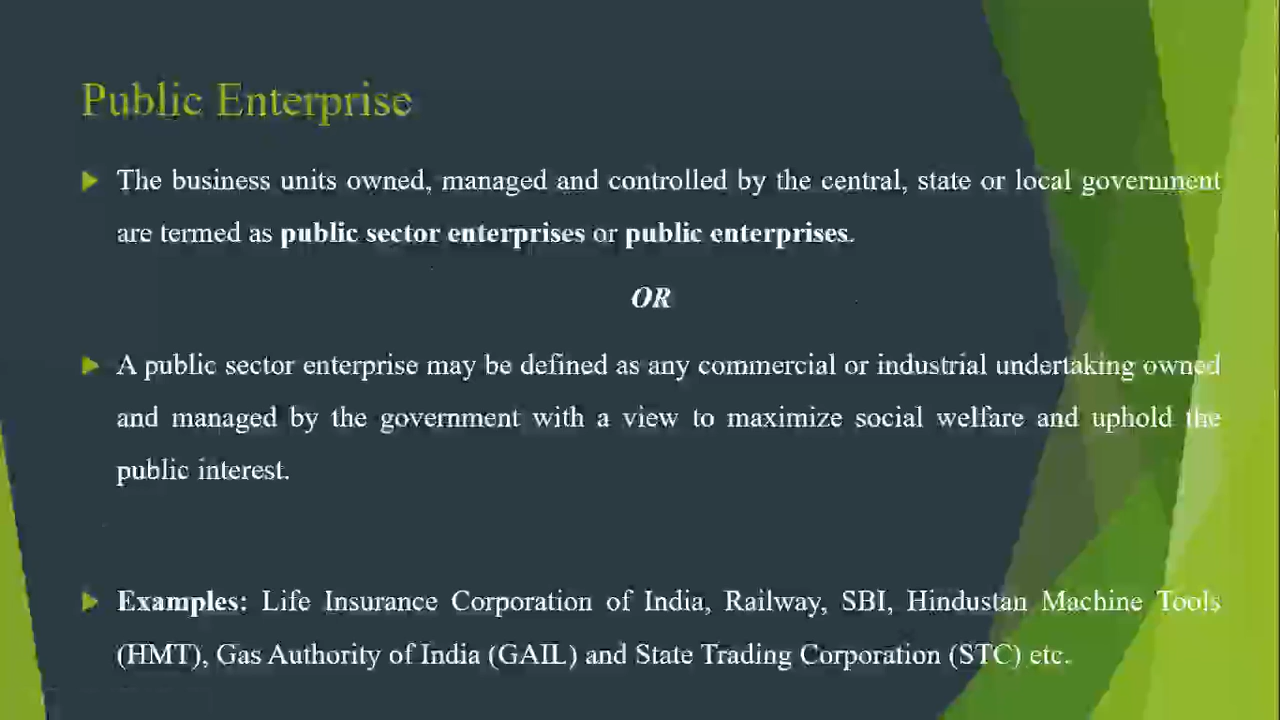 Public Enterprise
The business units owned, managed and controlled by the central, state or local government
are termed as public sector enterprises or public enterprises.
OR
A public sector enterprise may be defined as any commercial or industrial undertaking owned
and managed by the government with a view to maximize social welfare and uphold the
public interest.
Examples: Life Insurance Corporation of India, Railway, SBI, Hindustan Machine Tools
(HMT), Gas Authority of India (GAIL) and State Trading Corporation (STC) etc.